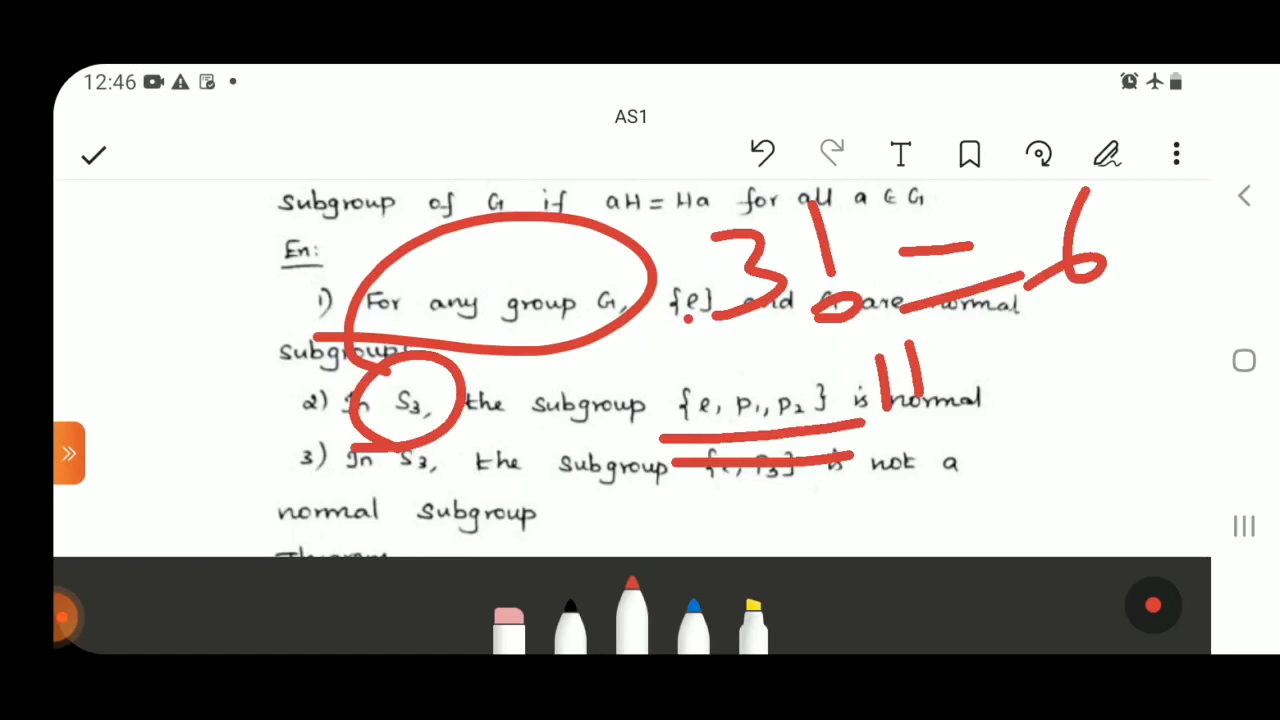 12:46
AS1
subgroup of G if aH = Ha for all a ∈ G
En:
1) For any group G, {e} and G are normal
subgroups
3! = 6
2) In S3, the subgroup {e, p1, p2} is normal
3) In S3, the subgroup {e, p3} is not a
normal subgroup
Theorem